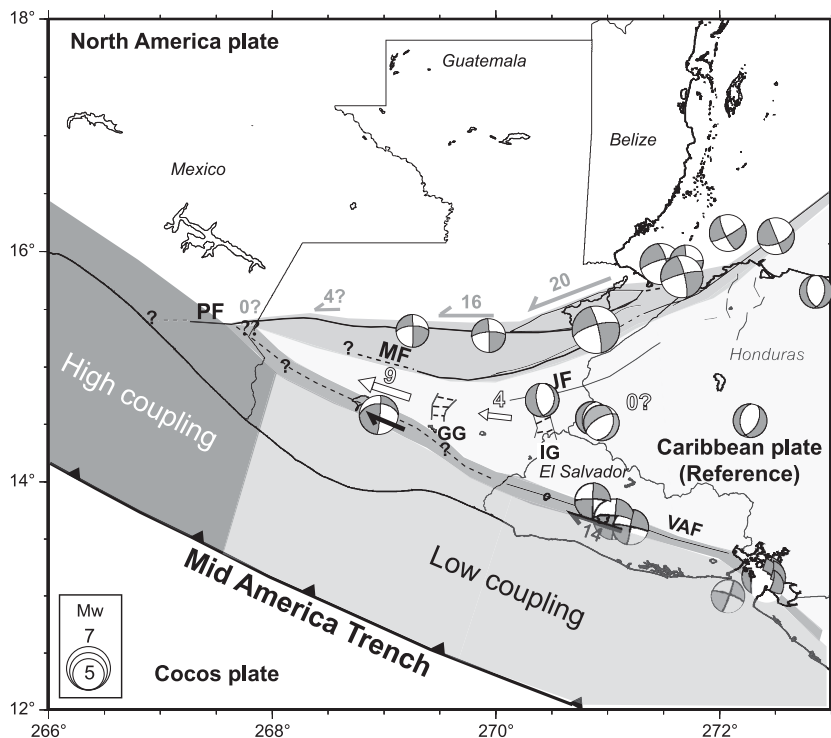 18°
North America plate
Guatemala
Belize
Mexico
16°
20
4?
16
0?
PF
?
??
MF
?
?
Honduras
9
JF
4
0?
High coupling
GG
?
IG
Caribbean plate
(Reference)
El Salvador
14°
VAF
14
Low coupling
Mid America Trench
Mw
7
5
Cocos plate
12°
266°
268°
270°
272°